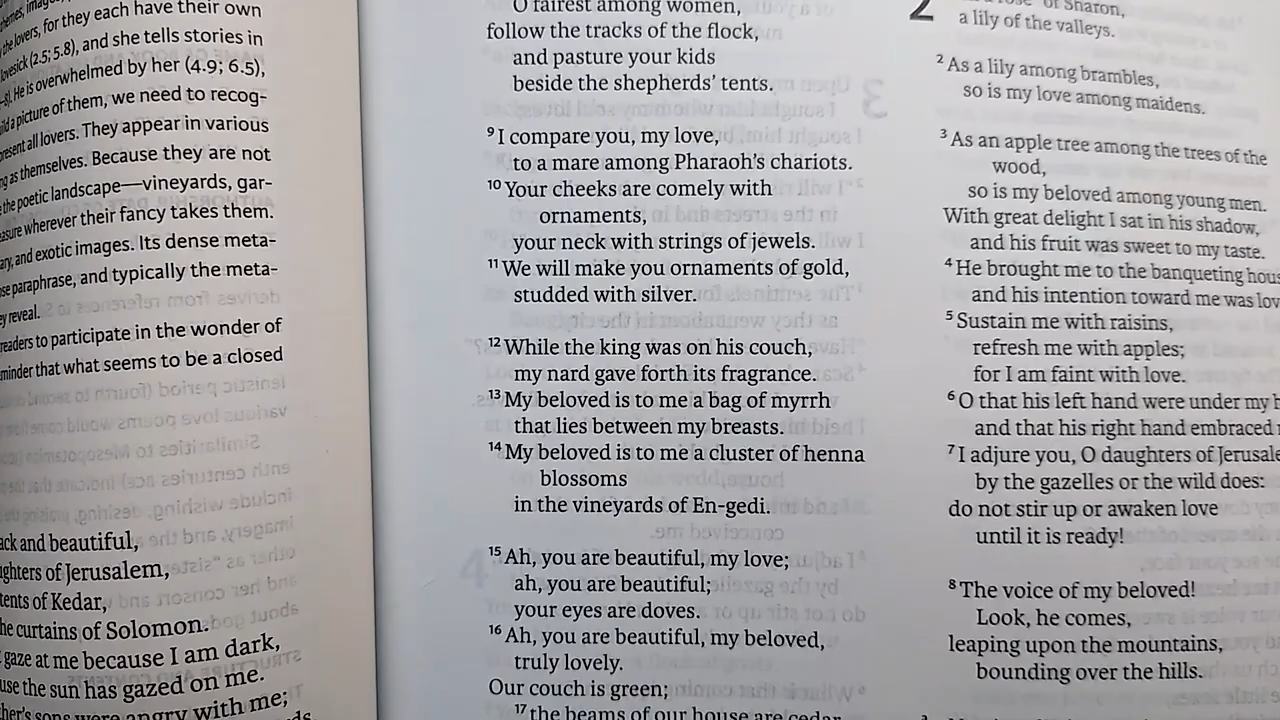 for they each have their own
(2.5; 5.8), and she tells stories in
He is overwhelmed by her (4.9; 6.5),
a picture of them, we need to recog-
all lovers. They appear in various
as themselves. Because they are not
the poetic landscape—vineyards, gar-
wherever their fancy takes them.
and exotic images. Its dense meta-
paraphrase, and typically the meta-
reveal.
readers to participate in the wonder of
that what seems to be a closed
and beautiful,
of Jerusalem,
tents of Kedar,
curtains of Solomon.
gaze at me because I am dark,
the sun has gazed on me.
sons were angry with me;
O fairest among women,
follow the tracks of the flock,
and pasture your kids
beside the shepherds' tents.
9 I compare you, my love,
to a mare among Pharaoh's chariots.
10 Your cheeks are comely with
ornaments,
your neck with strings of jewels.
11 We will make you ornaments of gold,
studded with silver.
12 While the king was on his couch,
my nard gave forth its fragrance.
13 My beloved is to me a bag of myrrh
that lies between my breasts.
14 My beloved is to me a cluster of henna
blossoms
in the vineyards of En-gedi.
15 Ah, you are beautiful, my love;
ah, you are beautiful;
your eyes are doves.
16 Ah, you are beautiful, my beloved,
truly lovely.
Our couch is green;
17 the beams of our house are cedar
2
of Sharon,
a lily of the valleys.
2 As a lily among brambles,
so is my love among maidens.
3 As an apple tree among the trees of the
wood,
so is my beloved among young men.
With great delight I sat in his shadow,
and his fruit was sweet to my taste.
4 He brought me to the banqueting
and his intention toward me was
5 Sustain me with raisins,
refresh me with apples;
for I am faint with love.
6 O that his left hand were under my
and that his right hand embraced
7 I adjure you, O daughters of
by the gazelles or the wild does:
do not stir up or awaken love
until it is ready!
8 The voice of my beloved!
Look, he comes,
leaping upon the mountains,
bounding over the hills.